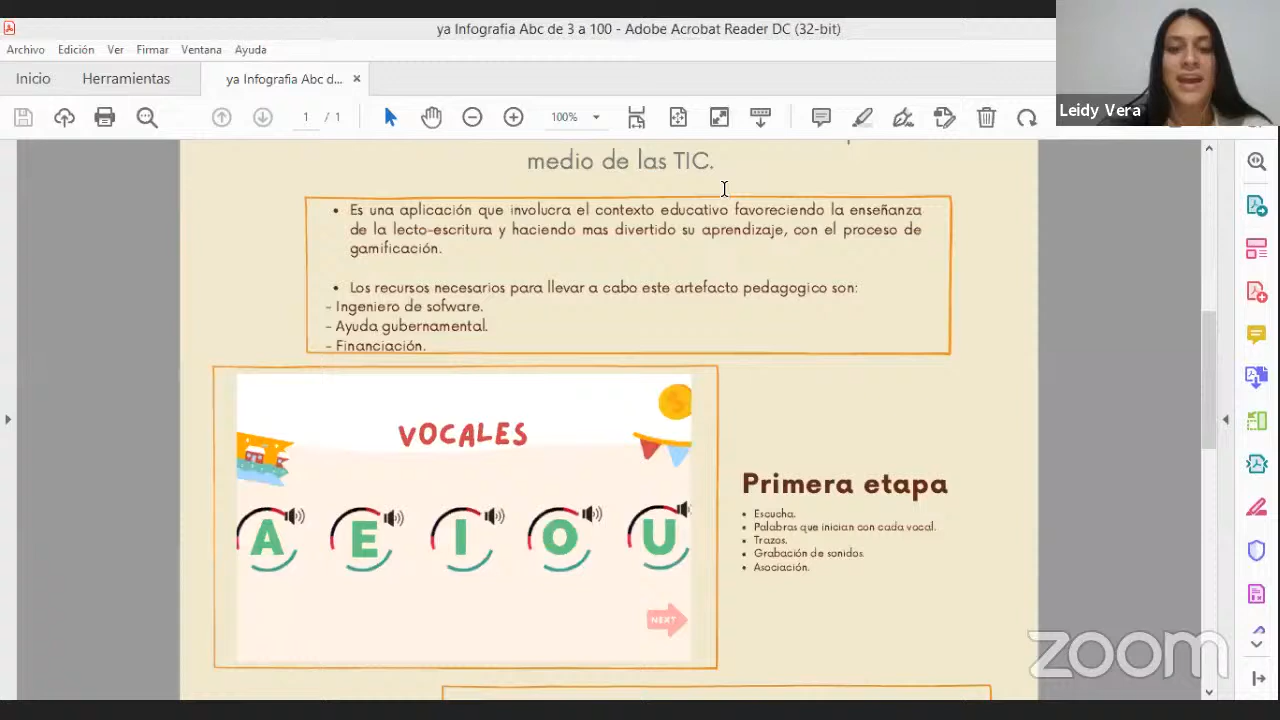 ya Infografia Abc de 3 a 100 - Adobe Acrobat Reader DC (32-bit)
Archivo Edición Ver Firmar Ventana Ayuda
Inicio Herramientas ya Infografia Abc d... ×
Leidy Vera
1 / 1 100%
medio de las TIC.
• Es una aplicación que involucra el contexto educativo favoreciendo la enseñanza
de la lecto-escritura y haciendo mas divertido su aprendizaje, con el proceso de
gamificación.
• Los recursos necesarios para llevar a cabo este artefacto pedagogico son:
- Ingeniero de sofware.
- Ayuda gubernamental.
- Financiación.
VOCALES
A E I O U
NEXT
Primera etapa
• Escucha.
• Palabras que inician con cada vocal.
• Trazos.
• Grabación de sonidos.
• Asociación.
zoom